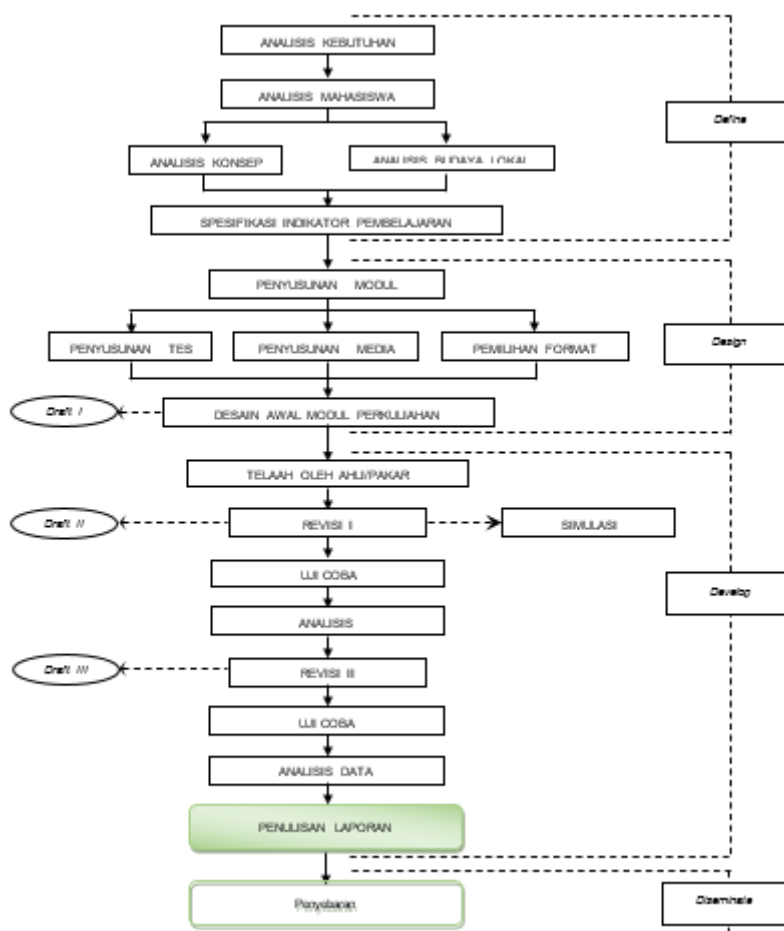 ANALISIS KEBUTUHAN
ANALISIS MAHASISWA
Define
ANALISIS KONSEP
ANALISIS BUDAYA LOKAL
SPESIFIKASI INDIKATOR PEMBELAJARAN
PENYUSUNAN MODUL
PENYUSUNAN TES
PENYUSUNAN MEDIA
PEMILIHAN FORMAT
Design
Draft I
DESAIN AWAL MODUL PERKULIAHAN
TELAAH OLEH AHLI/PAKAR
Draft II
REVISI I
SIMULASI
UJI COBA
Develop
ANALISIS
Draft III
REVISI II
UJI COBA
ANALISIS DATA
PENULISAN LAPORAN
Penyebaran
Diseminate